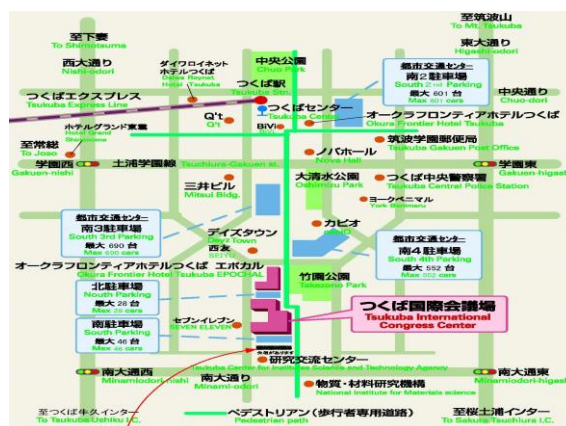 至下妻
To Shimotsuma
西大通り
Nishi-odori
ダイワロイネット
ホテルつくば
Daiwa Roynet
Hotel Tsukuba
中央公園
Chuo Park
つくば駅
Tsukuba Stn.
至筑波山
To Mt. Tsukuba
東大通り
Higashi-odori
都市交通センター
南2駐車場
South 2nd Parking
最大 601 台
Max 601 cars
中央通り
Chuo-dori
つくばエクスプレス
Tsukuba Express Line
つくばセンター
Tsukuba Center
オークラフロンティアホテルつくば
Okura Frontier Hotel Tsukuba
ホテルグランド東雲
Hotel Grand
Shinonome
Q't
Q't
BiVi
BiVi
筑波学園郵便局
Tsukuba Gakuen Post Office
ノバホール
Nova Hall
至常総
To Joso
学園西
Gakuen-nishi
土浦学園線
Tsuchiura-Gakuen st.
学園東
Gakuen-higashi
三井ビル
Mitsui Bldg.
大清水公園
Oshimizu Park
つくば中央警察署
Tsukuba Central Police Station
ヨークベニマル
York Benimaru
都市交通センター
南3駐車場
South 3rd Parking
最大 690 台
Max 690 cars
デイズタウン
Dayz Town
西友
SEIYU
カピオ
都市交通センター
南4駐車場
South 4th Parking
最大 552 台
Max 552 cars
オークラフロンティアホテルつくば エポカル
Okura Frontier Hotel Tsukuba EPOCHAL
竹園公園
Takezono Park
北駐車場
Nouth Parking
最大 28 台
Max 28 cars
つくば国際会議場
Tsukuba International
Congress Center
南駐車場
South Parking
最大 46 台
Max 46 cars
セブンイレブン
SEVEN ELEVEN
研究交流センター
Tsukuba Center for Institutes Science and Technology Agency
南大通西
Minamiodori-nishi
南大通り
Minami-odori
南大通東
Minamiodori-higashi
物質・材料研究機構
National Institute for Materials science
至つくば牛久インター
To Tsukuba Ushiku I.C.
ペデストリアン（歩行者専用道路）
Pedestrian path
至桜土浦インター
To Sakura Tsuchiura I.C.